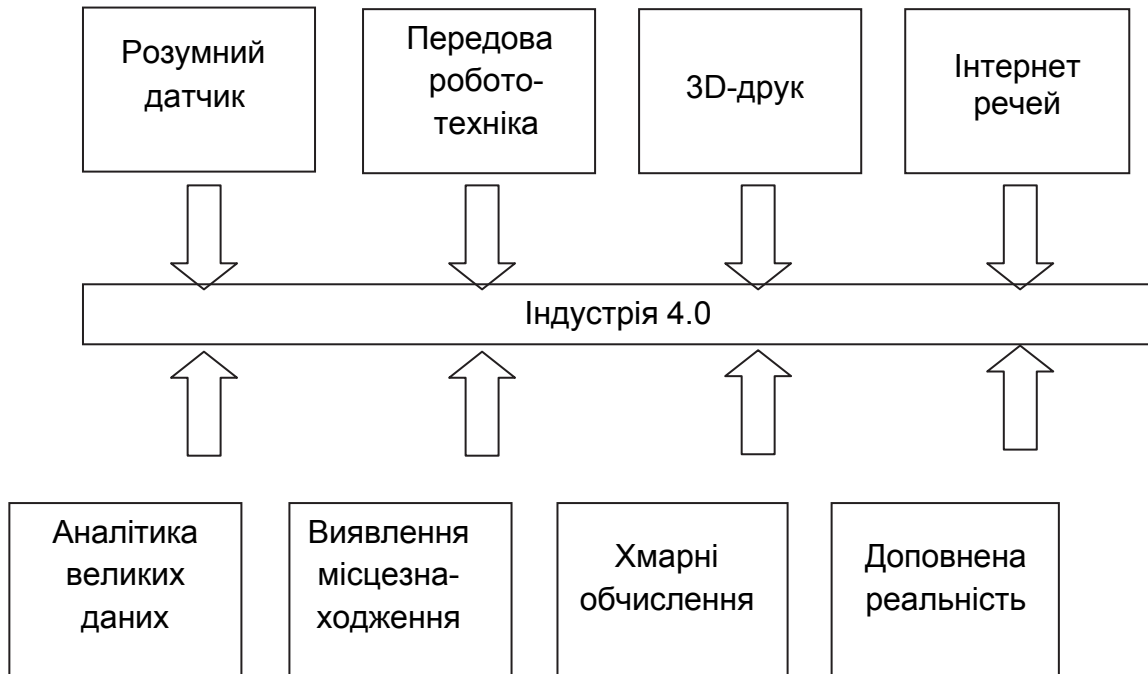 Розумний
датчик
Передова
робото-
техніка
3D-друк
Інтернет
речей
Індустрія 4.0
Аналітика
великих
даних
Виявлення
місцезна-
ходження
Хмарні
обчислення
Доповнена
реальність